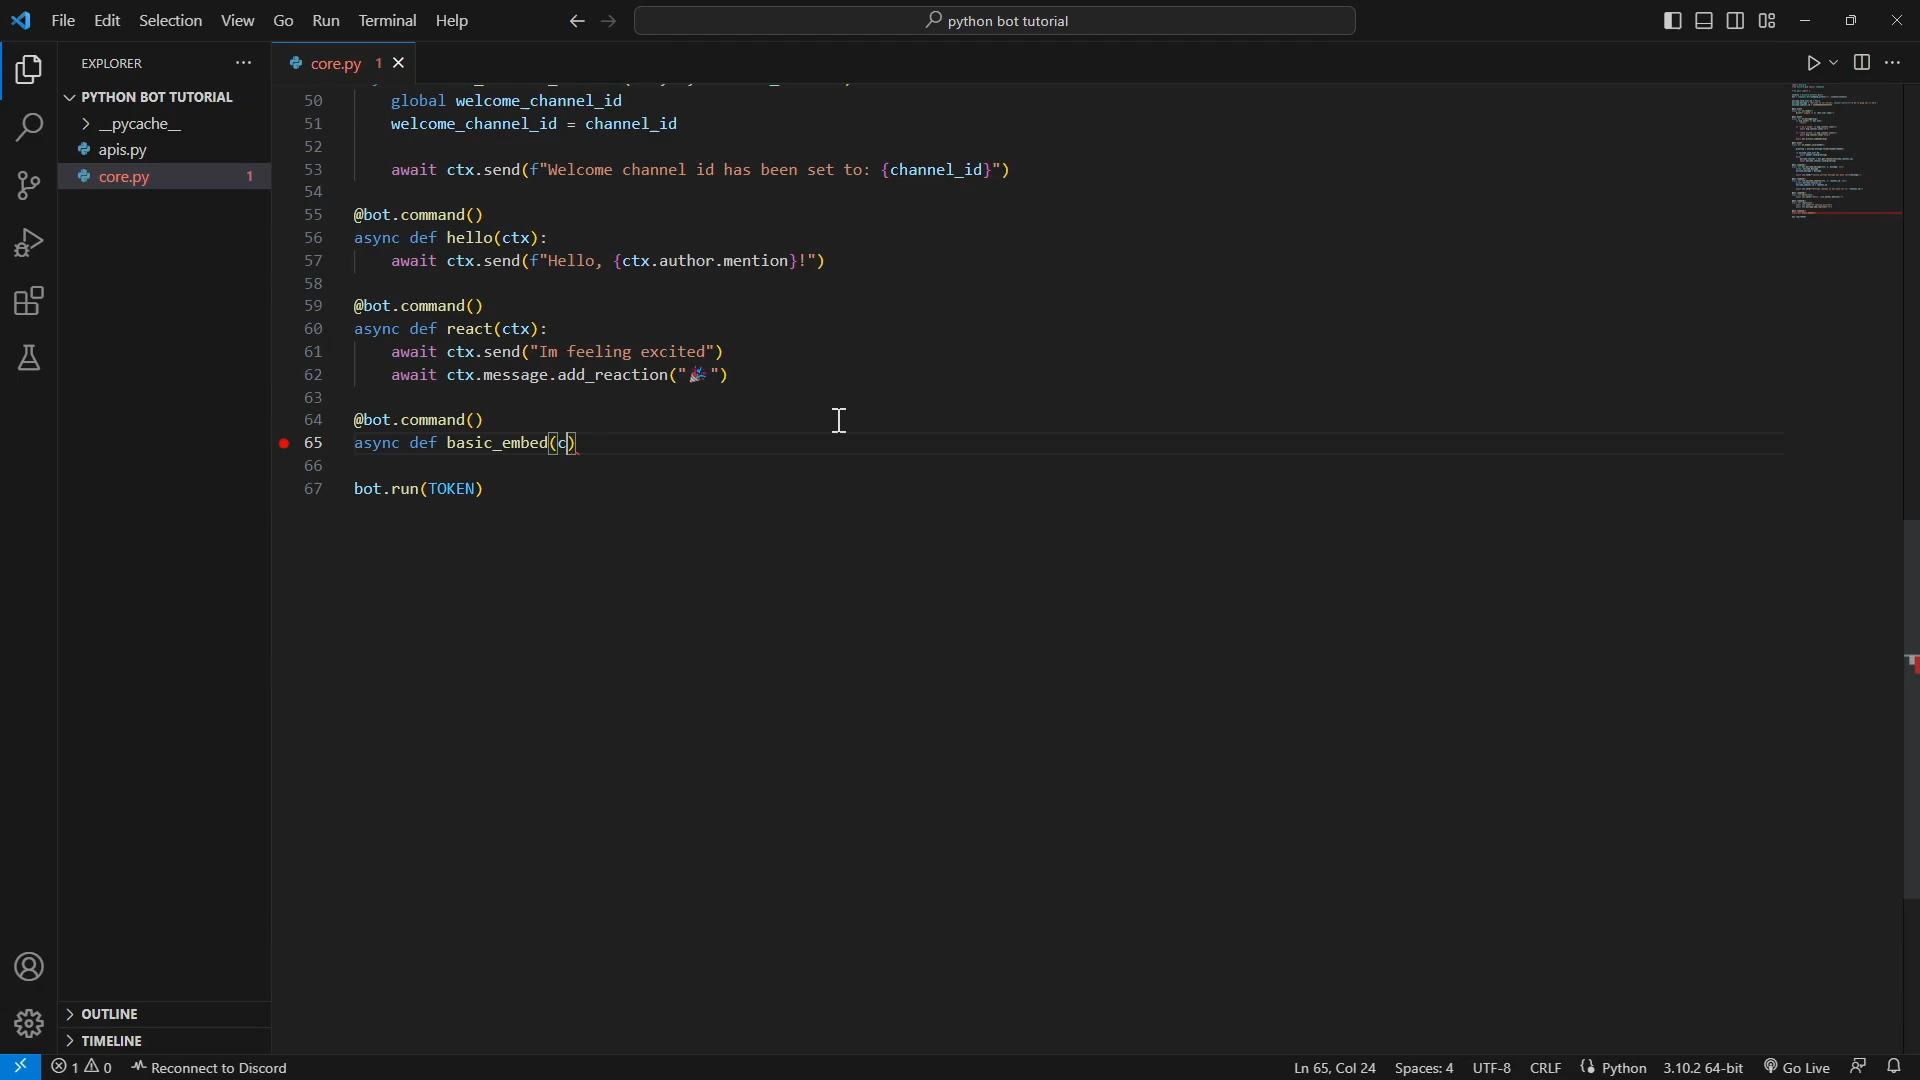 File Edit Selection View Go Run Terminal Help
python bot tutorial
EXPLORER
PYTHON BOT TUTORIAL
__pycache__
apis.py
core.py 1
core.py 1
50 global welcome_channel_id
51 welcome_channel_id = channel_id
52
53 await ctx.send(f"Welcome channel id has been set to: {channel_id}")
54
55 @bot.command()
56 async def hello(ctx):
57 await ctx.send(f"Hello, {ctx.author.mention}!")
58
59 @bot.command()
60 async def react(ctx):
61 await ctx.send("Im feeling excited")
62 await ctx.message.add_reaction("🎉")
63
64 @bot.command()
65 async def basic_embed(c)
66
67 bot.run(TOKEN)
OUTLINE
TIMELINE
1 0 Reconnect to Discord
Ln 65, Col 24 Spaces: 4 UTF-8 CRLF Python 3.10.2 64-bit Go Live